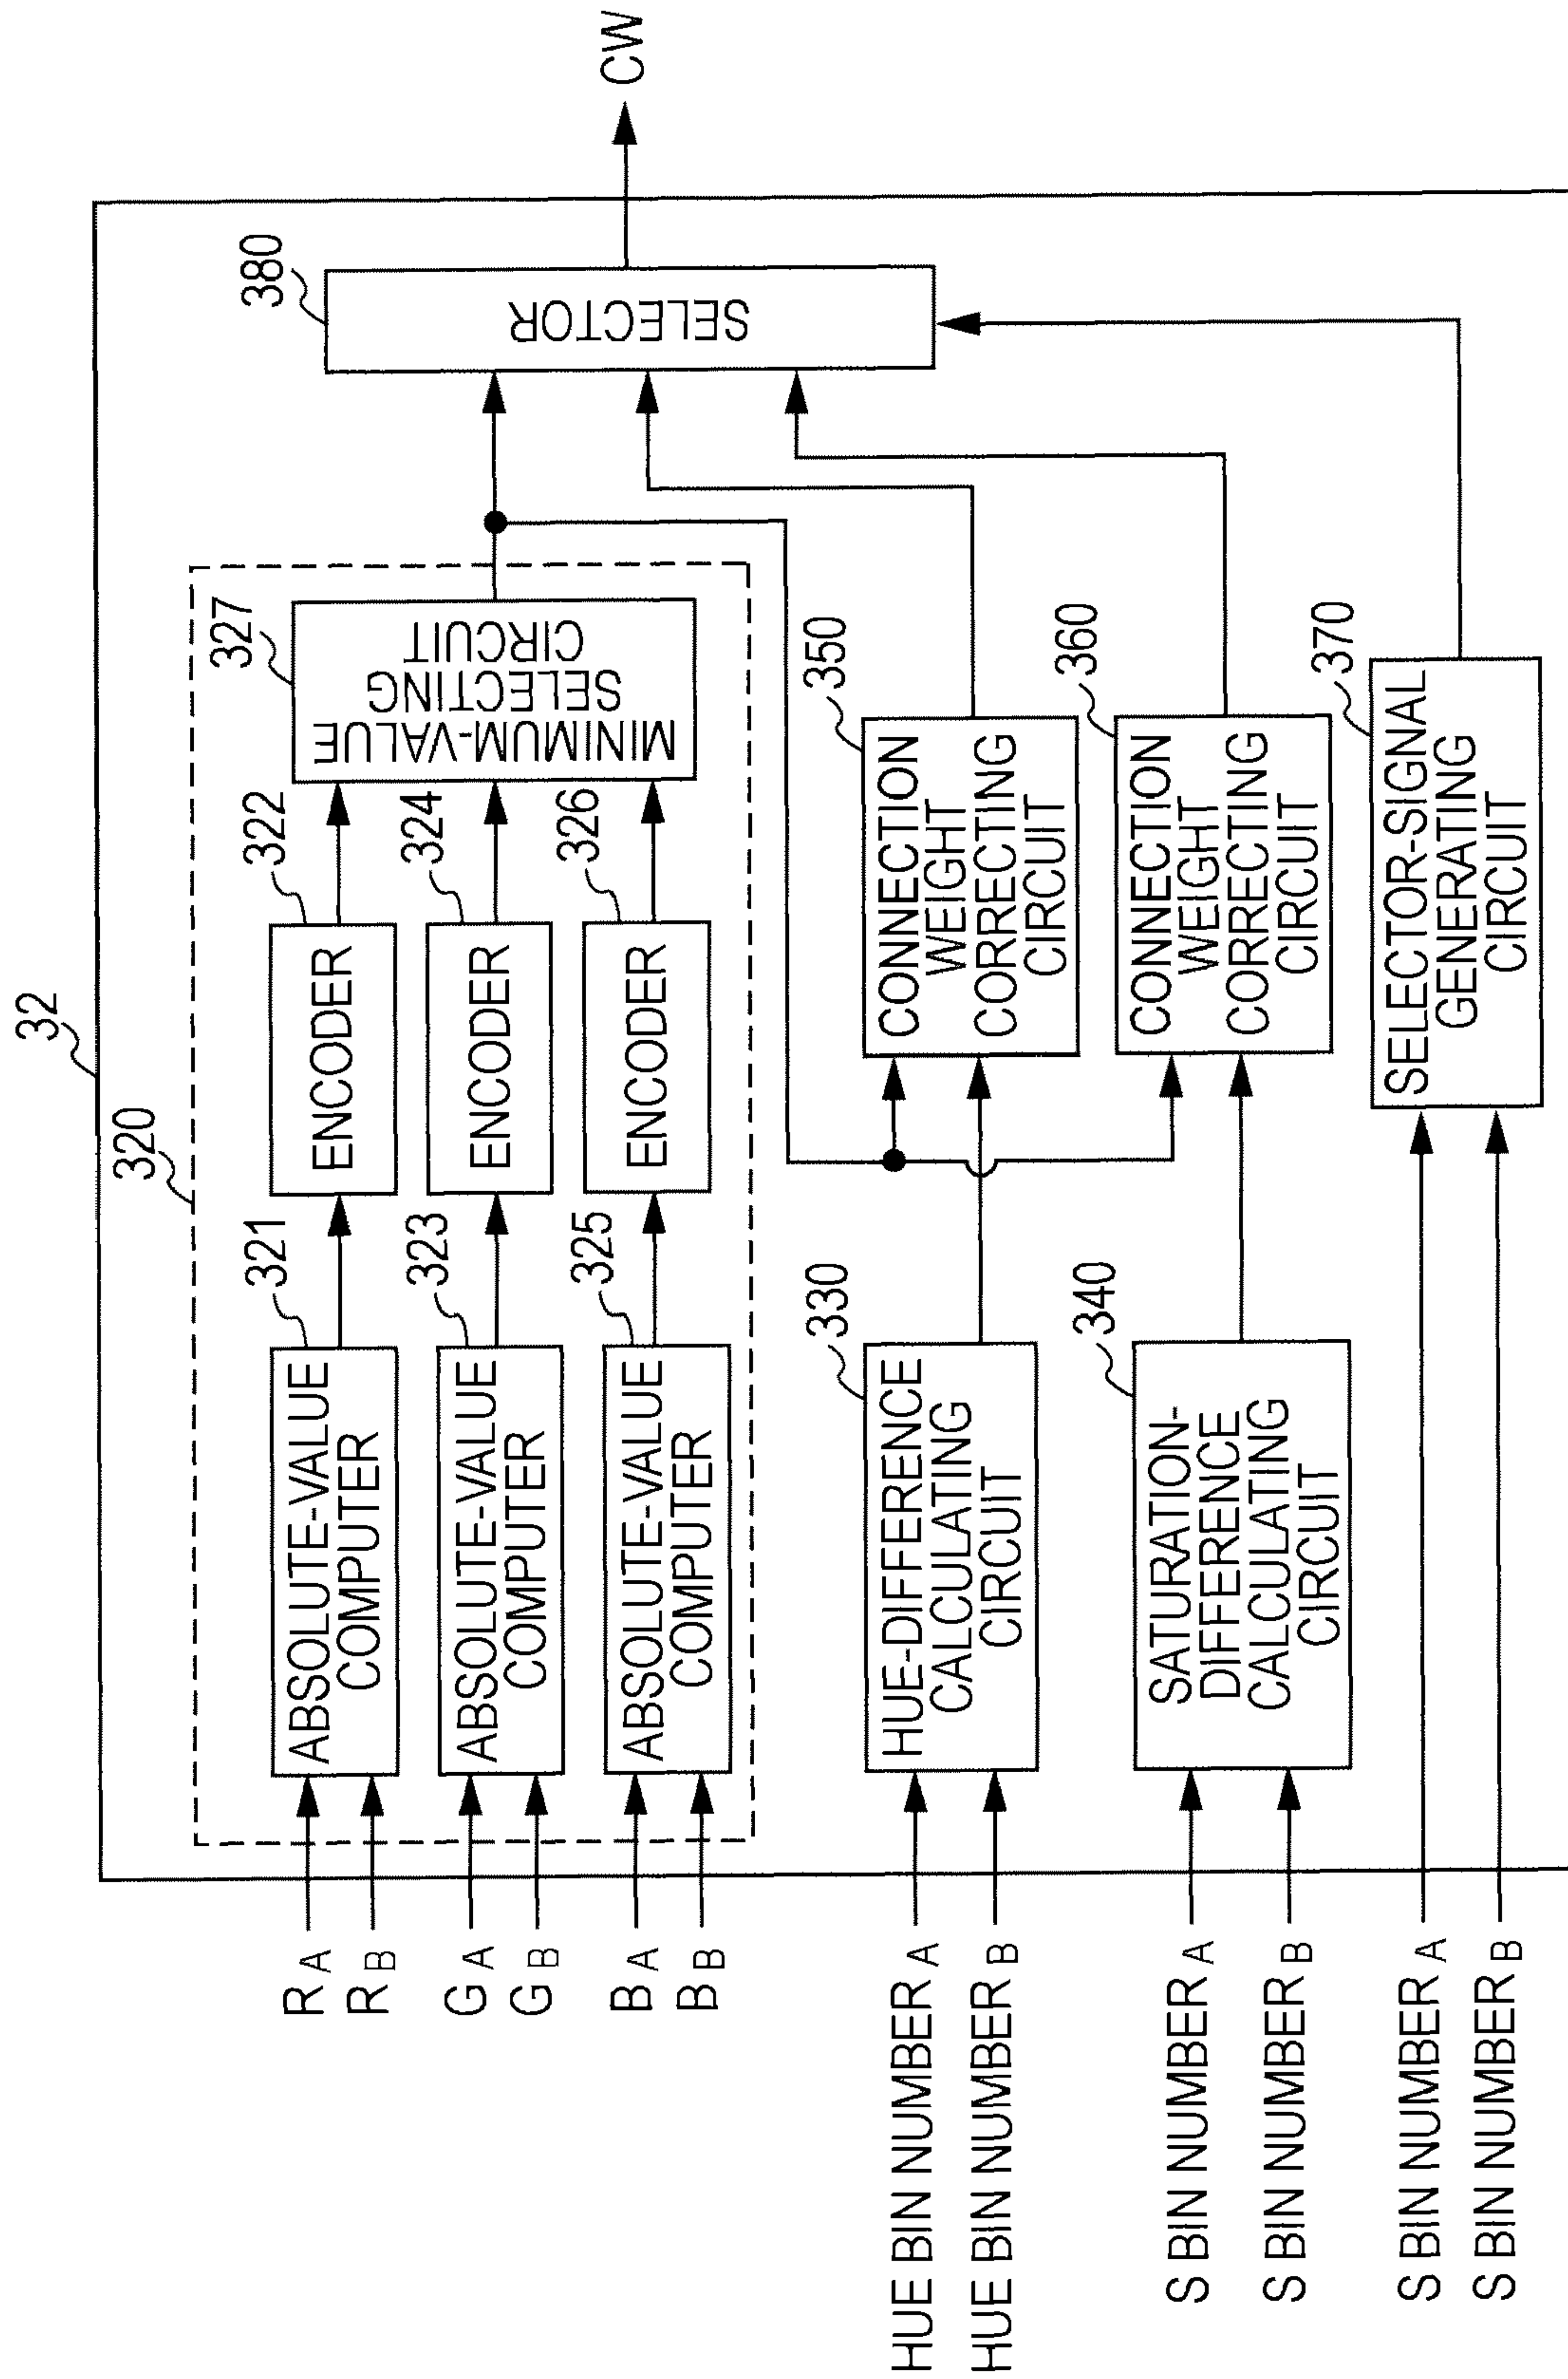 32
320
R A
R B
G A
G B
B A
B B
321
ABSOLUTE-VALUE
COMPUTER
322
ENCODER
323
ABSOLUTE-VALUE
COMPUTER
324
ENCODER
325
ABSOLUTE-VALUE
COMPUTER
326
ENCODER
327
MINIMUM-VALUE
SELECTING
CIRCUIT
380
SELECTOR
CW
HUE BIN NUMBER A
HUE BIN NUMBER B
330
HUE-DIFFERENCE
CALCULATING
CIRCUIT
350
CONNECTION
WEIGHT
CORRECTING
CIRCUIT
S BIN NUMBER A
S BIN NUMBER B
340
SATURATION-
DIFFERENCE
CALCULATING
CIRCUIT
360
CONNECTION
WEIGHT
CORRECTING
CIRCUIT
S BIN NUMBER A
S BIN NUMBER B
370
SELECTOR-SIGNAL
GENERATING
CIRCUIT